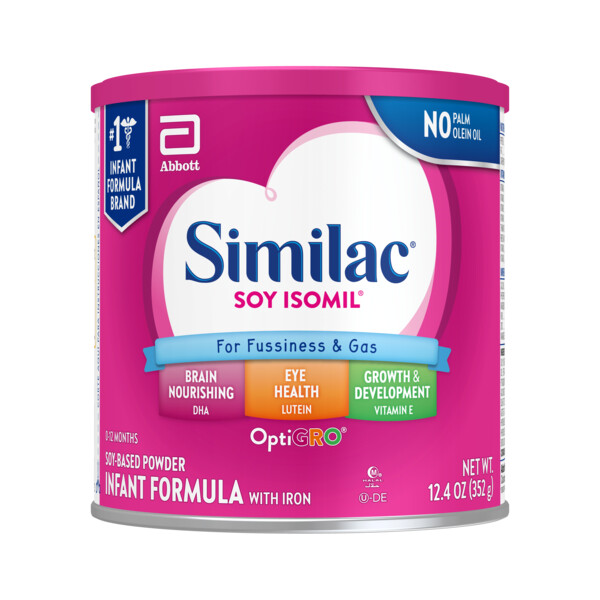 #1
INFANT
FORMULA
BRAND
Abbott
NO PALM
OLEIN OIL
Similac®
SOY ISOMIL®
For Fussiness & Gas
BRAIN
NOURISHING
DHA
EYE
HEALTH
LUTEIN
GROWTH &
DEVELOPMENT
VITAMIN E
OptiGRO®
0-12 MONTHS
SOY-BASED POWDER
INFANT FORMULA WITH IRON
HALAL
U-DE
NET WT.
12.4 OZ (352 g)